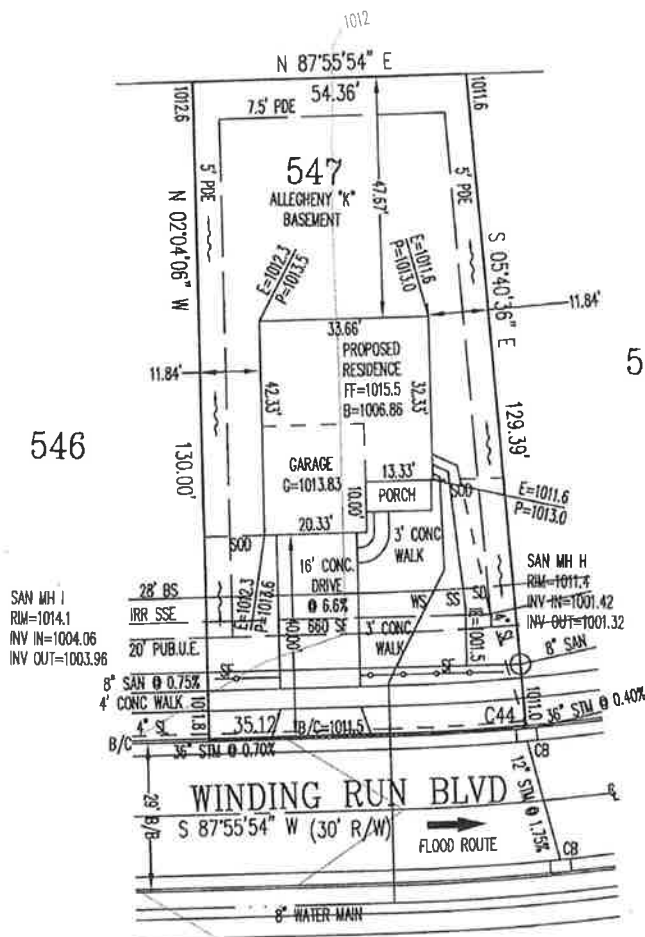 1012
N 87°55'54" E
54.36'
1012.6
1011.6
7.5' PDE
5' PDE
5' PDE
547
ALLEGHENY "K"
BASEMENT
47.67'
N 02°04'06" W
S 05°40'36" E
E=1012.3
P=1013.5
E=1011.6
P=1013.0
11.84'
33.66'
PROPOSED
RESIDENCE
FF=1015.5
B=1006.86
11.84'
42.33'
32.33'
5
546
130.00'
129.39'
GARAGE
G=1013.83
13.33'
PORCH
10.00'
20.33'
SOD
E=1011.6
P=1013.0
3' CONC
WALK
SOD
16' CONC.
DRIVE
@ 6.6%
660 SF
SAN MH H
RIM=1011.4
INV IN=1001.42
INV OUT=1001.32
SAN MH I
RIM=1014.1
INV IN=1004.06
INV OUT=1003.96
28' BS
IRR SSE
20' PUB.U.E.
E=1012.3
P=1013.6
40.00'
WS
SS
SD
3' CONC
WALK
IE=1001.5
4" SL
8" SAN
SF
SF
8" SAN @ 0.75%
4' CONC WALK
1011.8
1011.0
4" SL
35.12
B/C=1011.5
C44
36" STM @ 0.40%
B/C
36" STM @ 0.70%
CB
29' B/B
WINDING RUN BLVD
S 87°55'54" W (30' R/W)
FLOOD ROUTE
12" STM @ 1.75%
CB
8" WATER MAIN